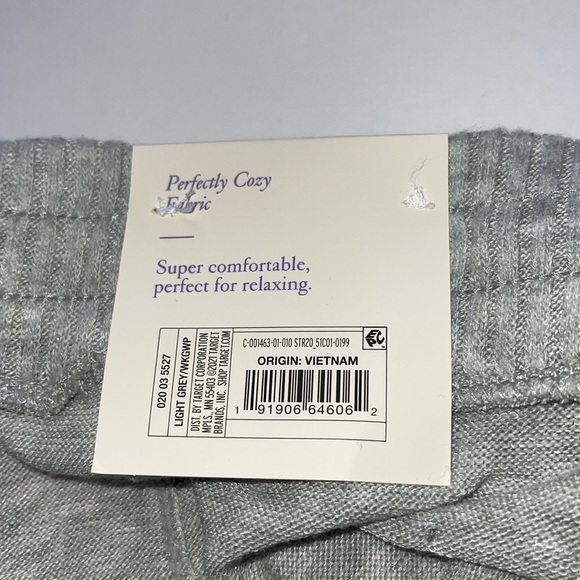 Perfectly Cozy
Fabric
Super comfortable,
perfect for relaxing.
020 03 5527
LIGHT GREY/WKGWP
DIST. BY TARGET CORPORATION
MPLS. MN 55403 ©2021 TARGET
BRANDS, INC. SHOP TARGET.COM
C-001463-01-010 STR20_51C01-0199
ORIGIN: VIETNAM
1 91906 64606 2